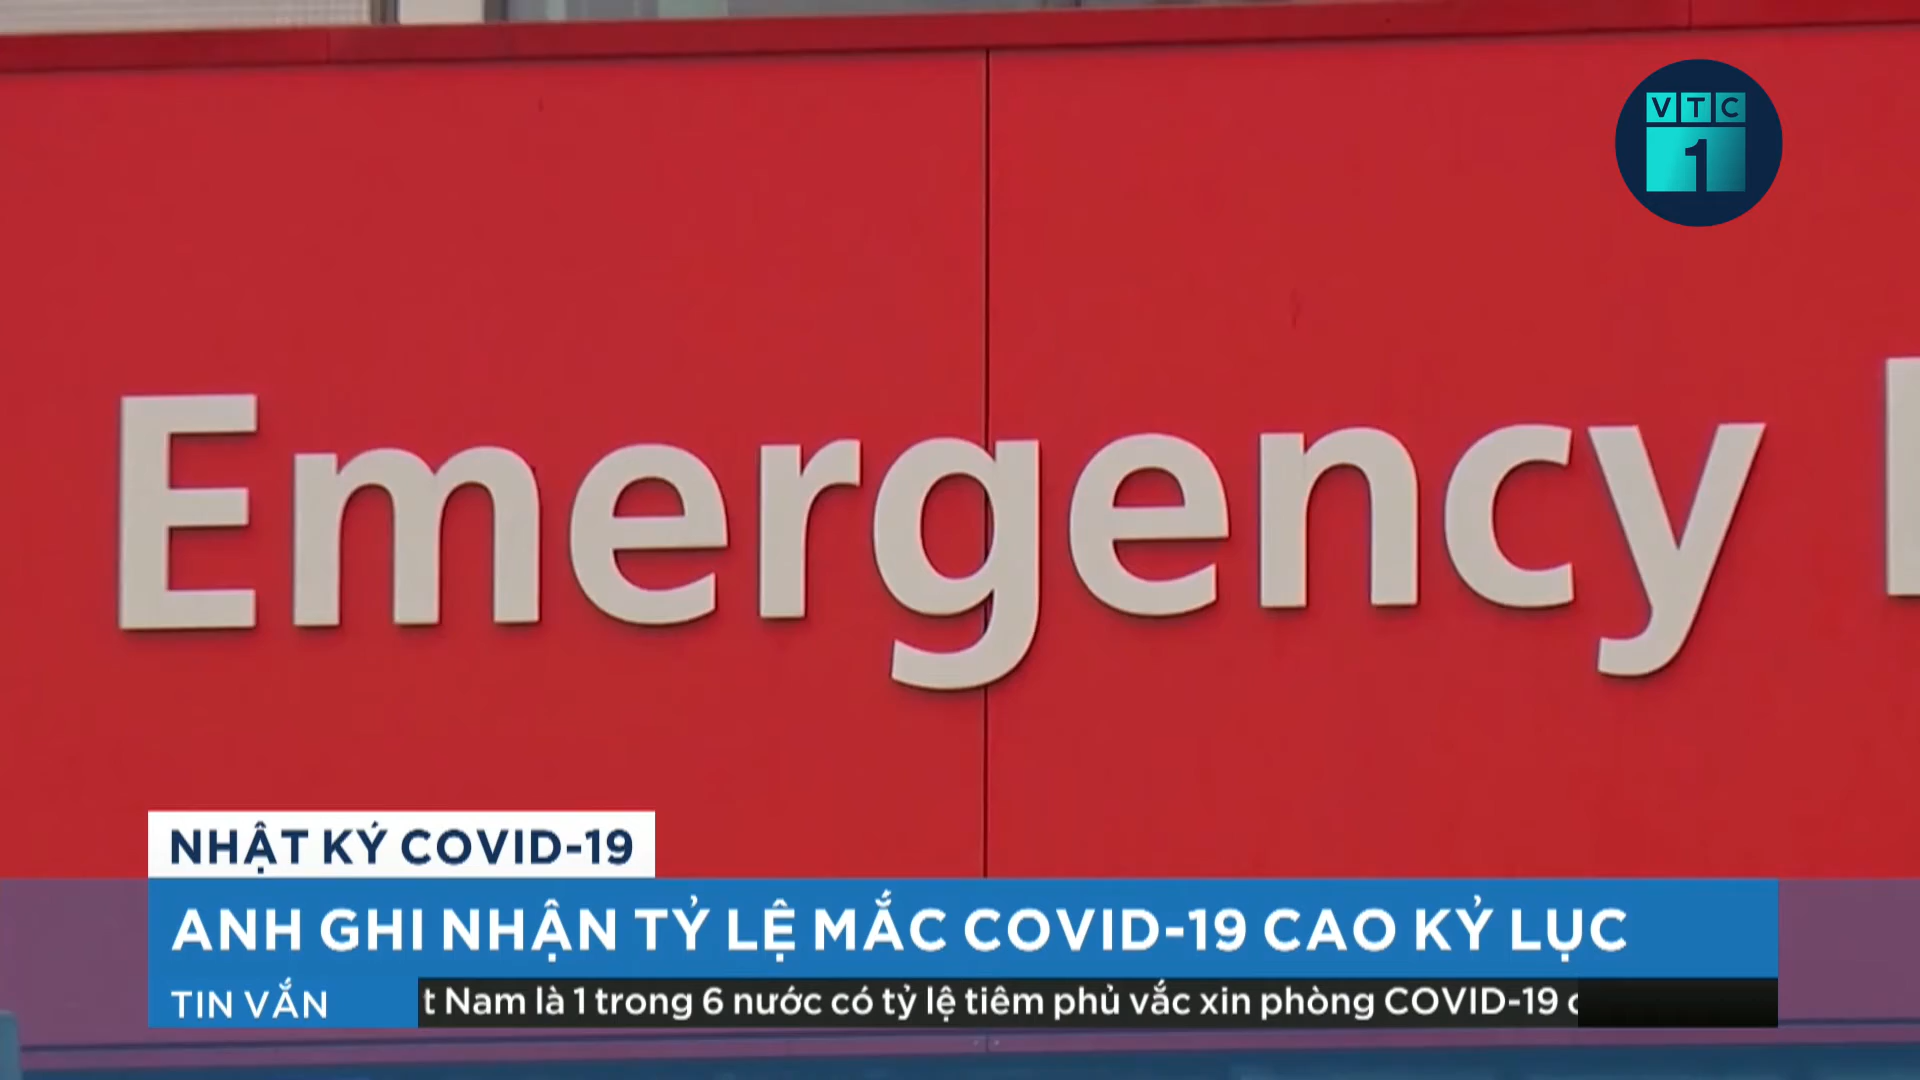 VTC
1
Emergency
NHẬT KÝ COVID-19
ANH GHI NHẬN TỶ LỆ MẮC COVID-19 CAO KỶ LỤC
TIN VẮN
t Nam là 1 trong 6 nước có tỷ lệ tiêm phủ vắc xin phòng COVID-19